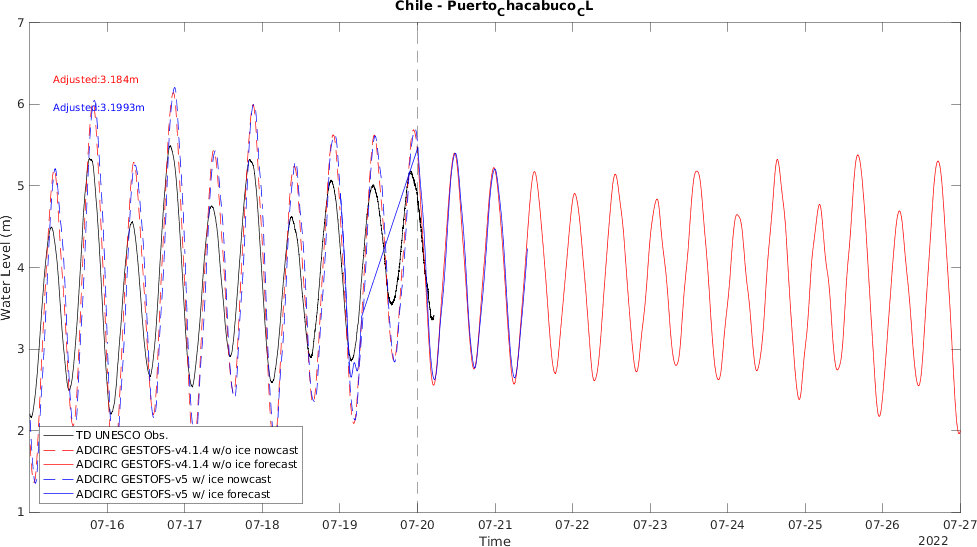 Chile - Puerto_Chacabuco_CL
7
6
5
4
3
2
1
Water Level (m)
Adjusted:3.184m
Adjusted:3.1993m
TD UNESCO Obs.
ADCIRC GESTOFS-v4.1.4 w/o ice nowcast
ADCIRC GESTOFS-v4.1.4 w/o ice forecast
ADCIRC GESTOFS-v5 w/ ice nowcast
ADCIRC GESTOFS-v5 w/ ice forecast
07-16 07-17 07-18 07-19 07-20 07-21 07-22 07-23 07-24 07-25 07-26 07-27
Time
2022